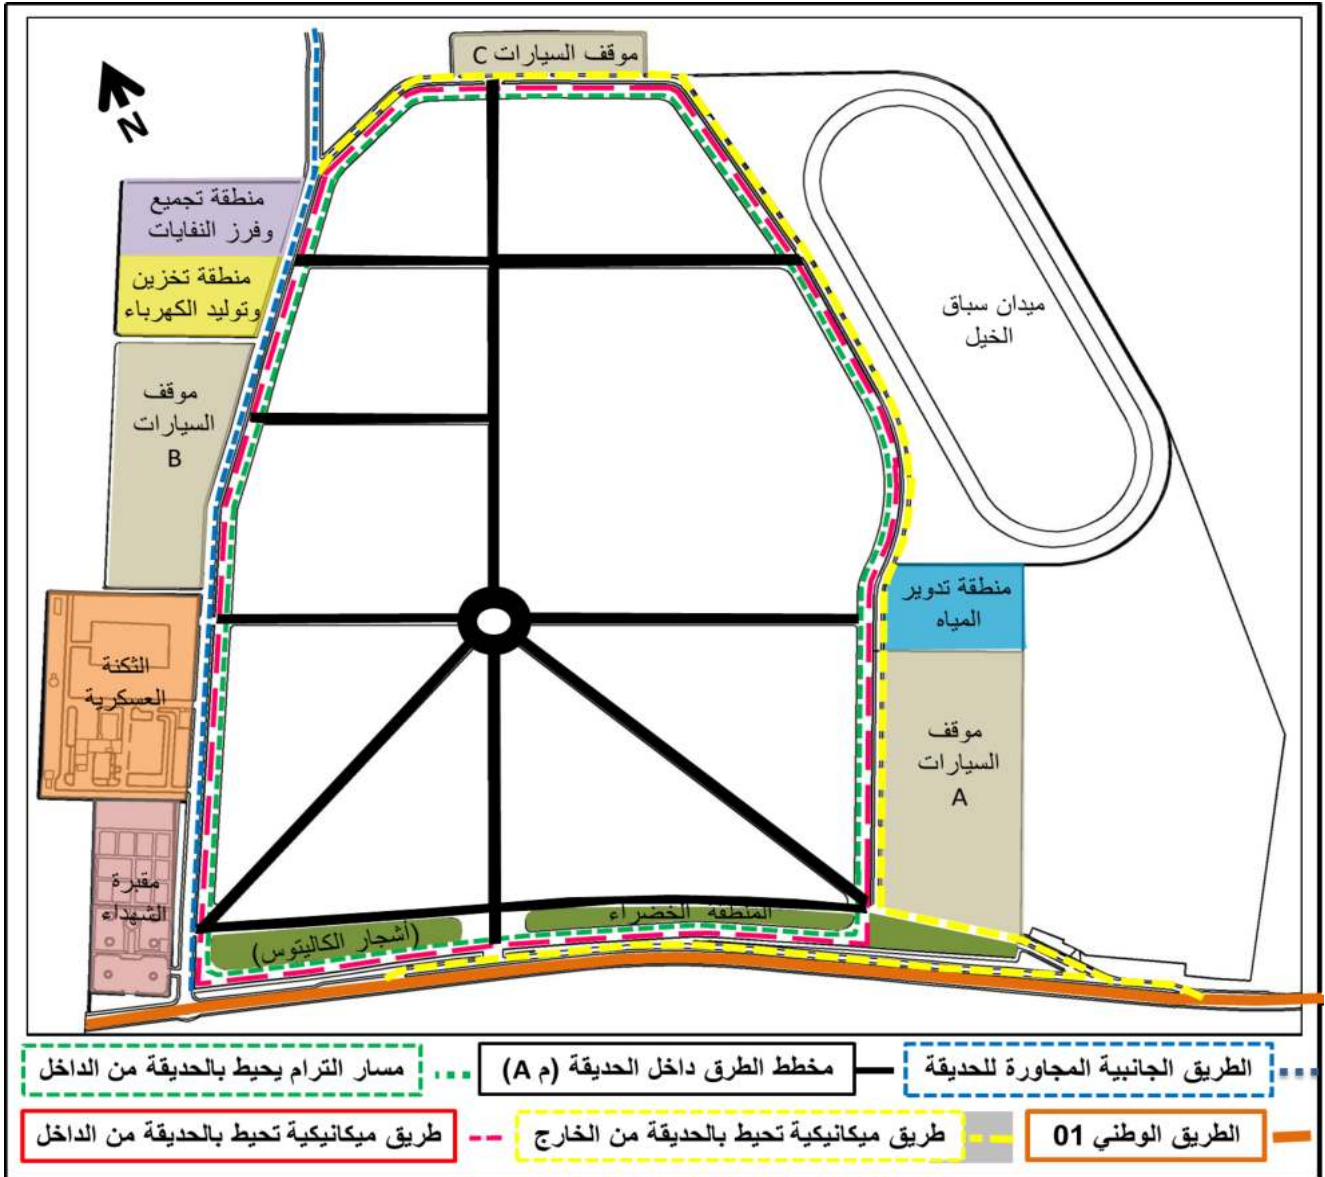 موقف السيارات C
N
منطقة تجميع
وفرز النفايات
منطقة تخزين
وتوليد الكهرباء
ميدان سباق
الخيل
موقف
السيارات
B
منطقة تدوير
المياه
الثكنة
العسكرية
موقف
السيارات
A
مقبرة
الشهداء
المنطقة الخضراء
(أشجار الكاليتوس)
الطريق الجانبية المجاورة للحديقة
مخطط الطرق داخل الحديقة (م A)
مسار الترام يحيط بالحديقة من الداخل
الطريق الوطني 01
طريق ميكانيكية تحيط بالحديقة من الخارج
طريق ميكانيكية تحيط بالحديقة من الداخل